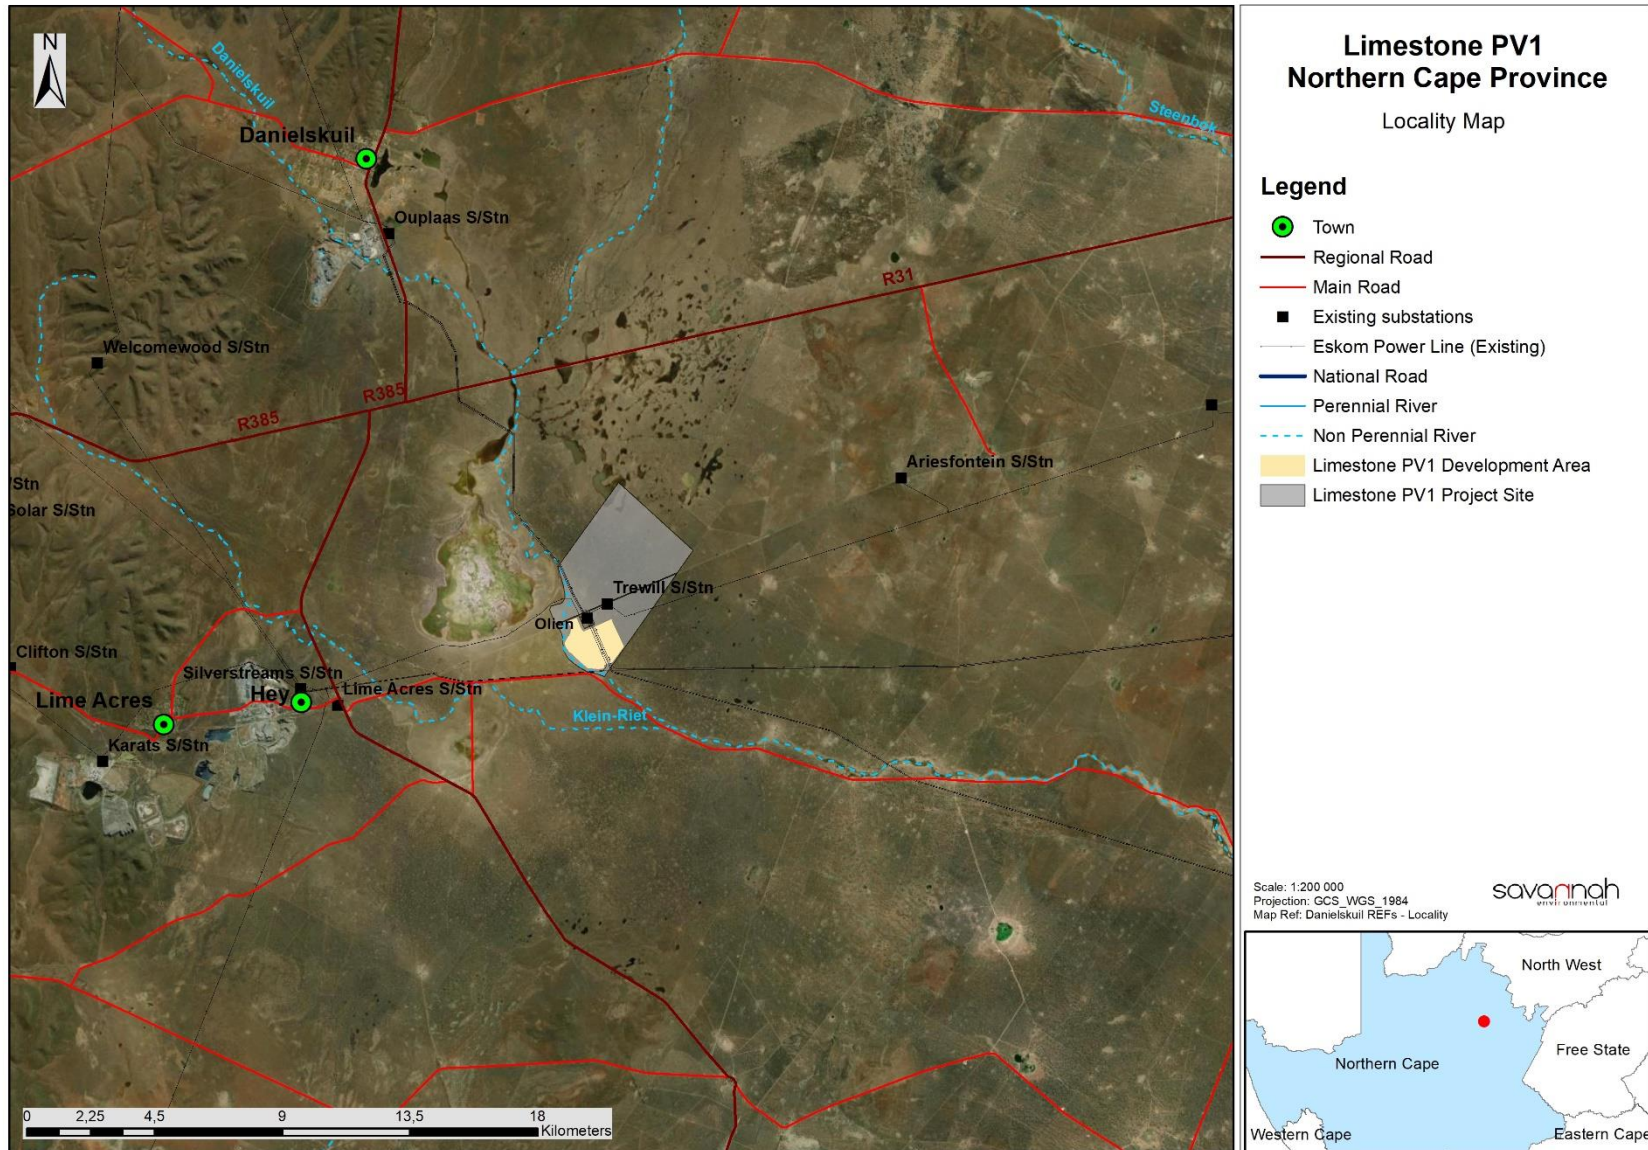 N
Danielskuil
Steenbok
Danielskuil
Ouplaas S/Stn
R31
Welcomewood S/Stn
R385
R385
Ariesfontein S/Stn
/Stn
Solar S/Stn
Trewill S/Stn
Olien
Clifton S/Stn
Silverstreams S/Stn
Hey
Lime Acres S/Stn
Lime Acres
Klein-Riet
Karats S/Stn
0 2,25 4,5 9 13,5 18
Kilometers
Limestone PV1
Northern Cape Province
Locality Map
Legend
Town
Regional Road
Main Road
Existing substations
Eskom Power Line (Existing)
National Road
Perennial River
Non Perennial River
Limestone PV1 Development Area
Limestone PV1 Project Site
Scale: 1:200 000
Projection: GCS_WGS_1984
Map Ref: Danielskuil REFs - Locality
savannah
environmental
North West
Northern Cape
Free State
Western Cape
Eastern Cape